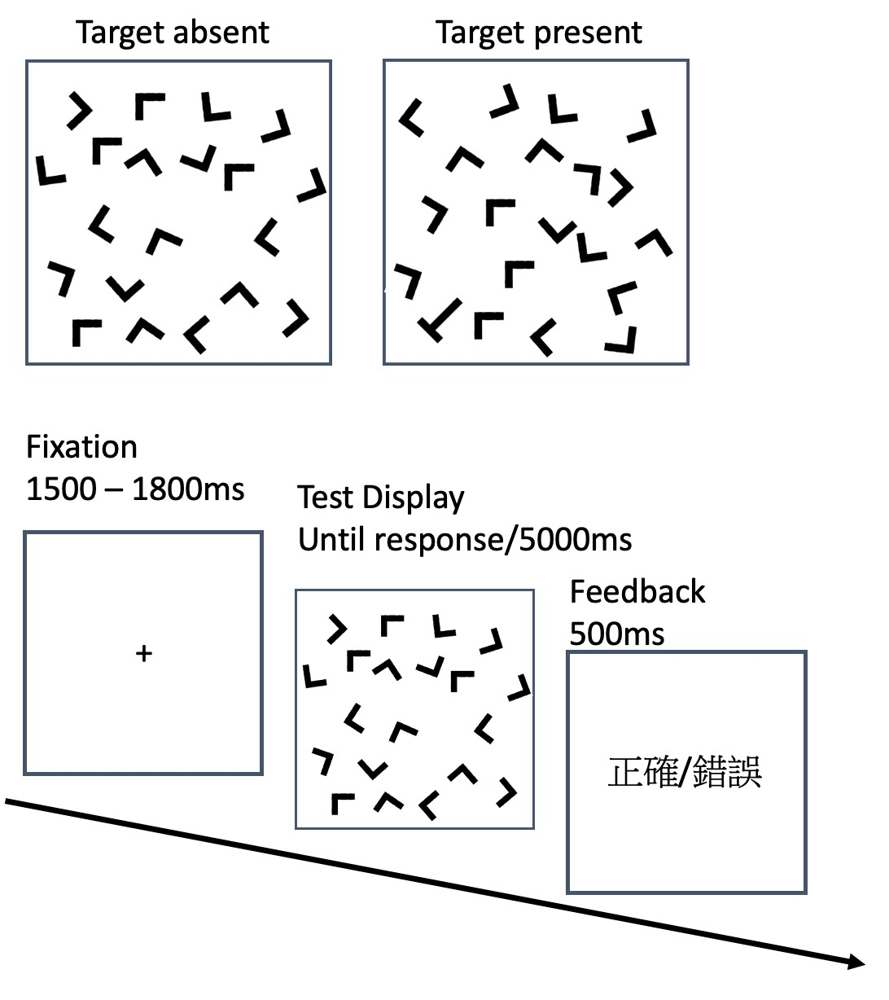 Target absent
Target present
Fixation
1500 – 1800ms
Test Display
Until response/5000ms
Feedback
500ms
+
正確/錯誤